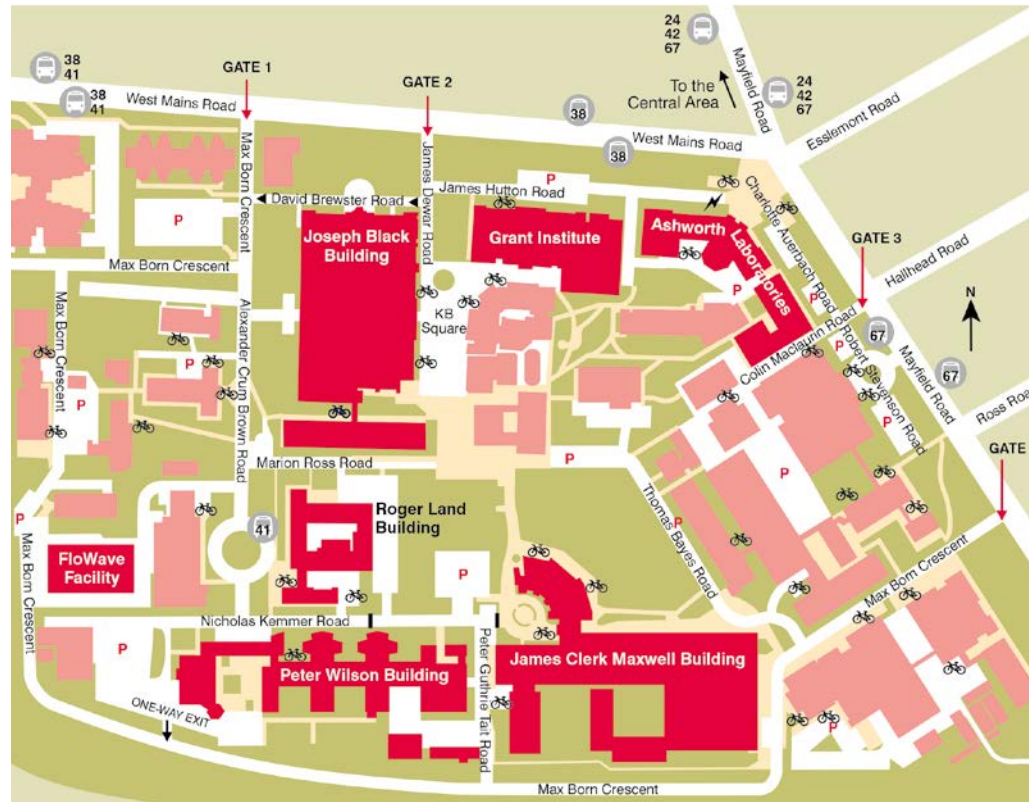 38
41
38
41
GATE 1
GATE 2
24
42
67
24
42
67
To the
Central Area
Mayfield Road
West Mains Road
38
38
West Mains Road
Esslemont Road
Max Born Crescent
James Dewar Road
James Hutton Road
P
Charlotte Auerbach Road
David Brewster Road
P
Joseph Black
Building
Grant Institute
Ashworth
Laboratories
GATE 3
Hallhead Road
N
Max Born Crescent
P
P
KB
Square
Max Born Crescent
Alexander Crum Brown Road
Colin Maclaurin Road
Robert Stevenson Road
67
P
Mayfield Road
67
P
P
Ross Roa
P
GATE
Marion Ross Road
P
P
Thomas Bayes Road
P
Roger Land
Building
41
P
FloWave
Facility
Max Born Crescent
P
Max Born Crescent
Nicholas Kemmer Road
P
Peter Guthrie Tait Road
Peter Wilson Building
James Clerk Maxwell Building
ONE-WAY EXIT
P
Max Born Crescent